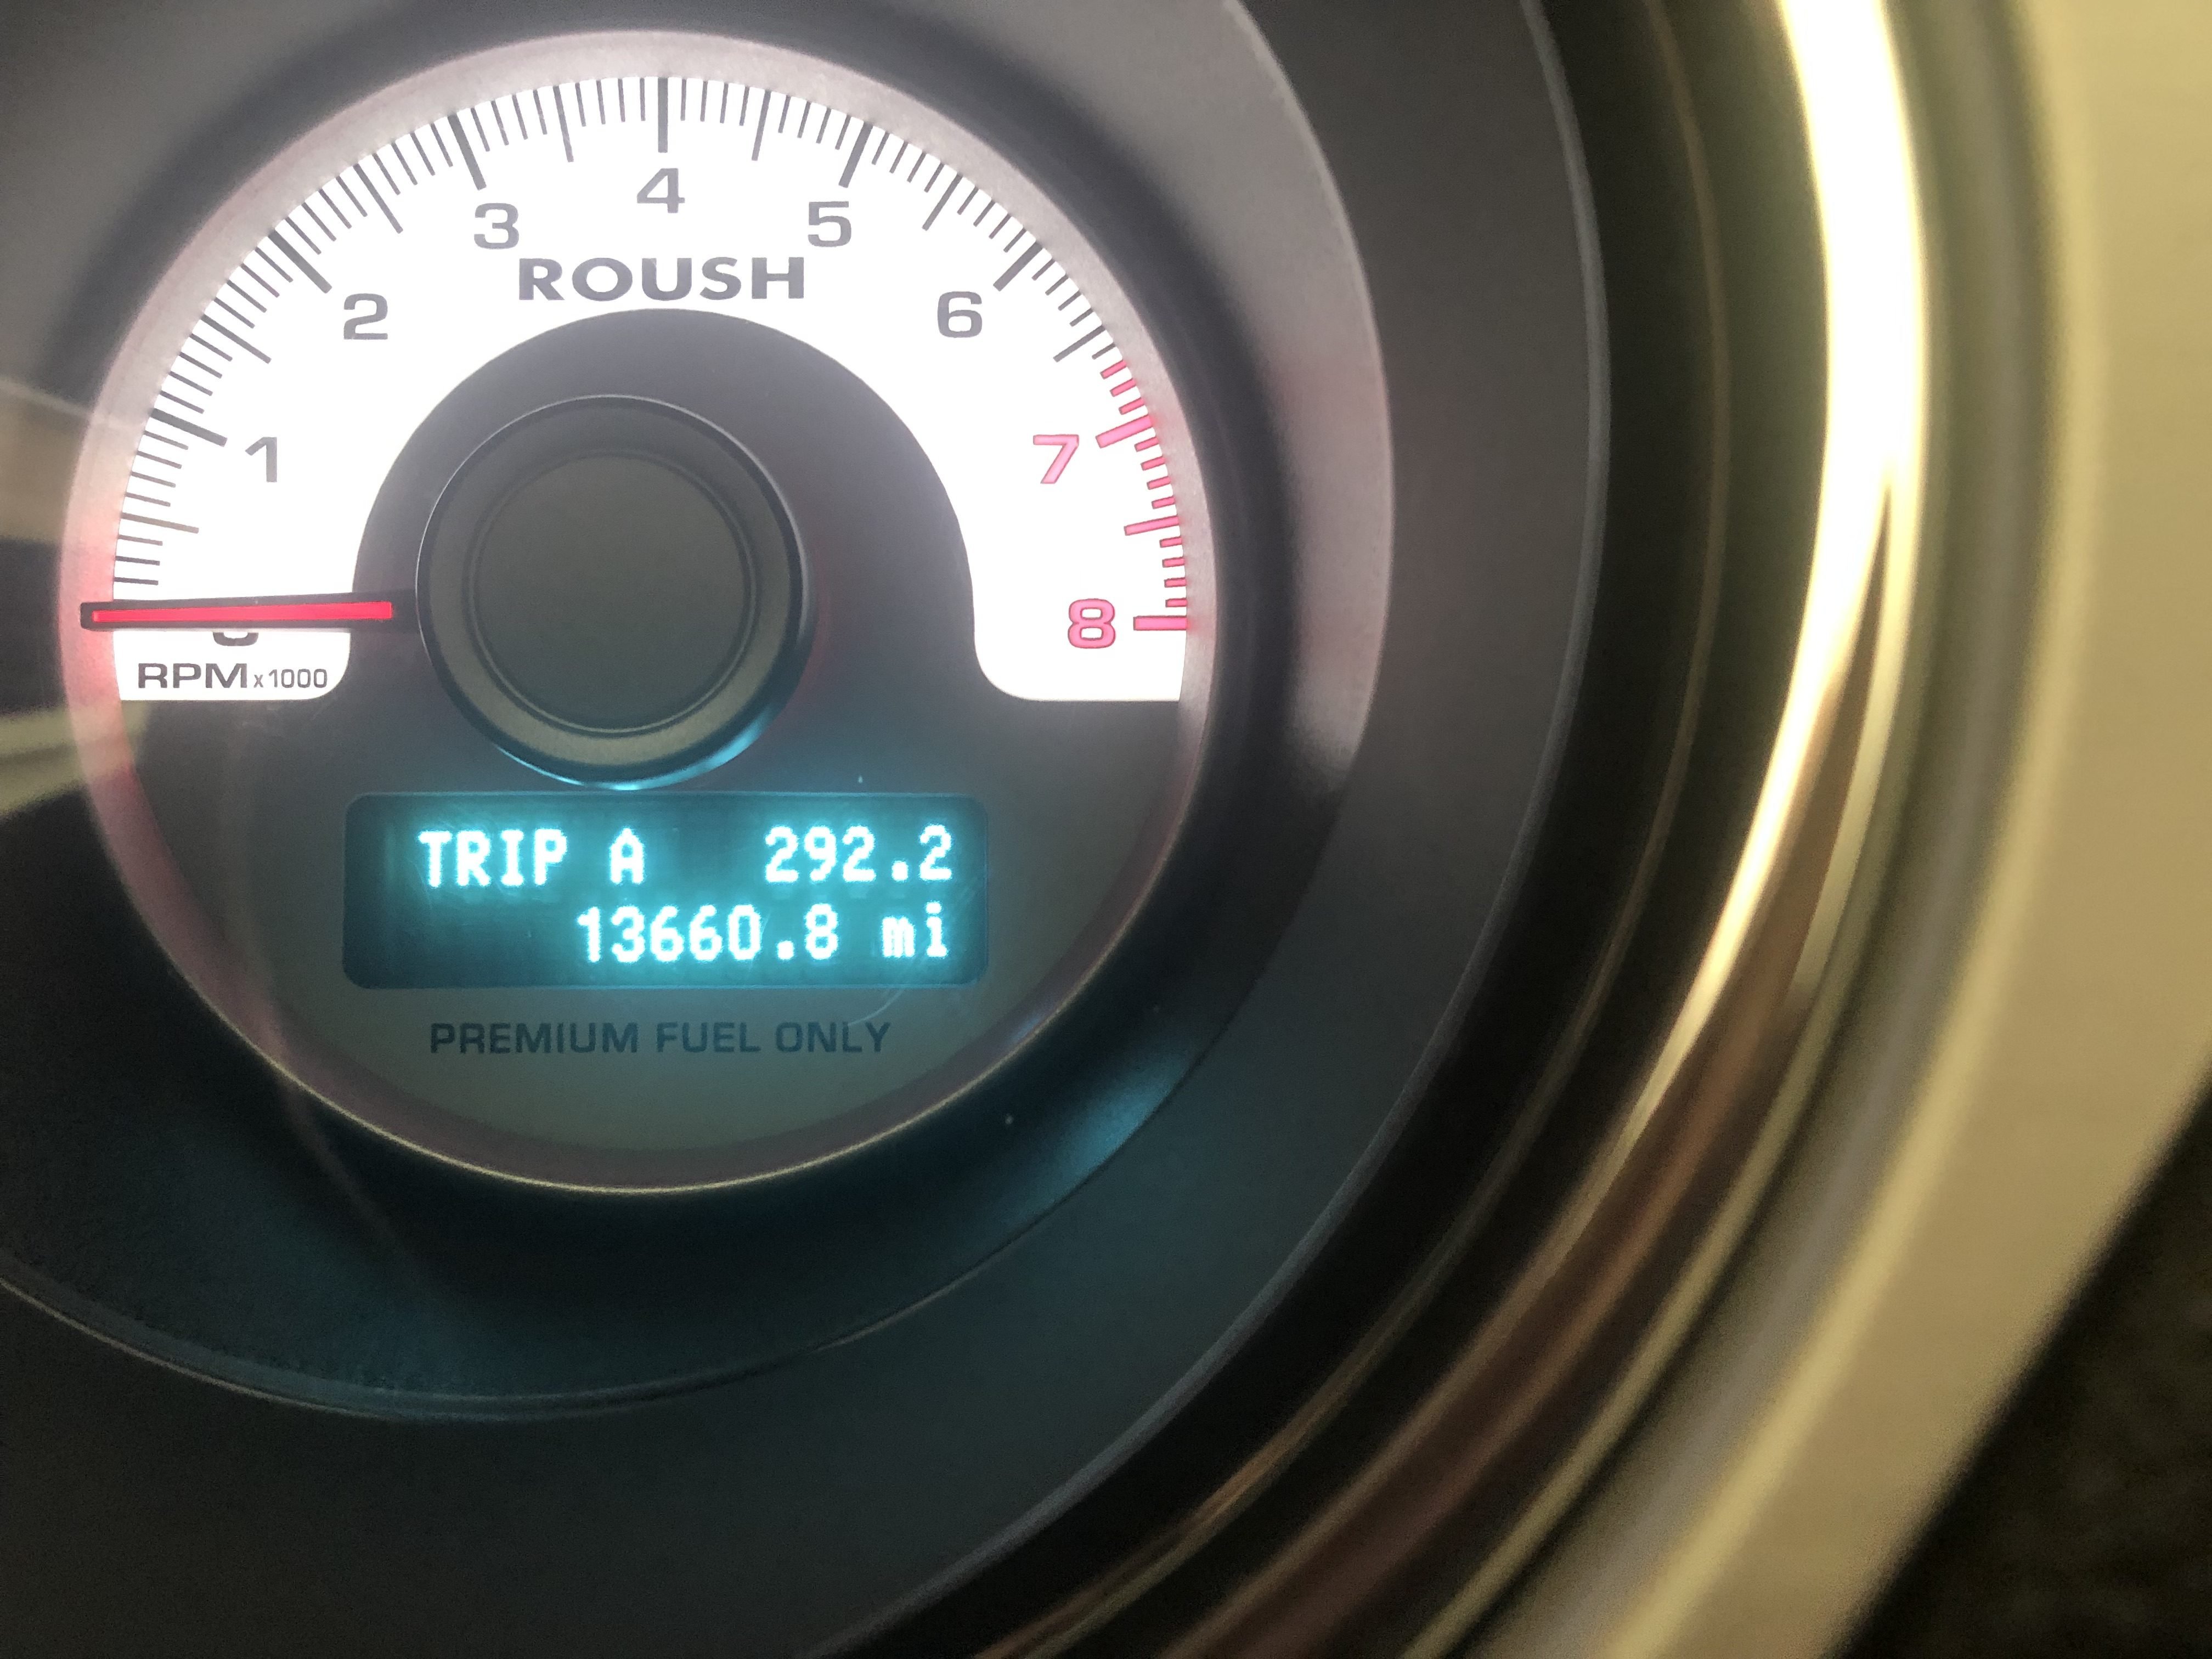 4
3 5
ROUSH
2 6
1 7
8
RPM x1000
TRIP A 292.2
13660.8 mi
PREMIUM FUEL ONLY